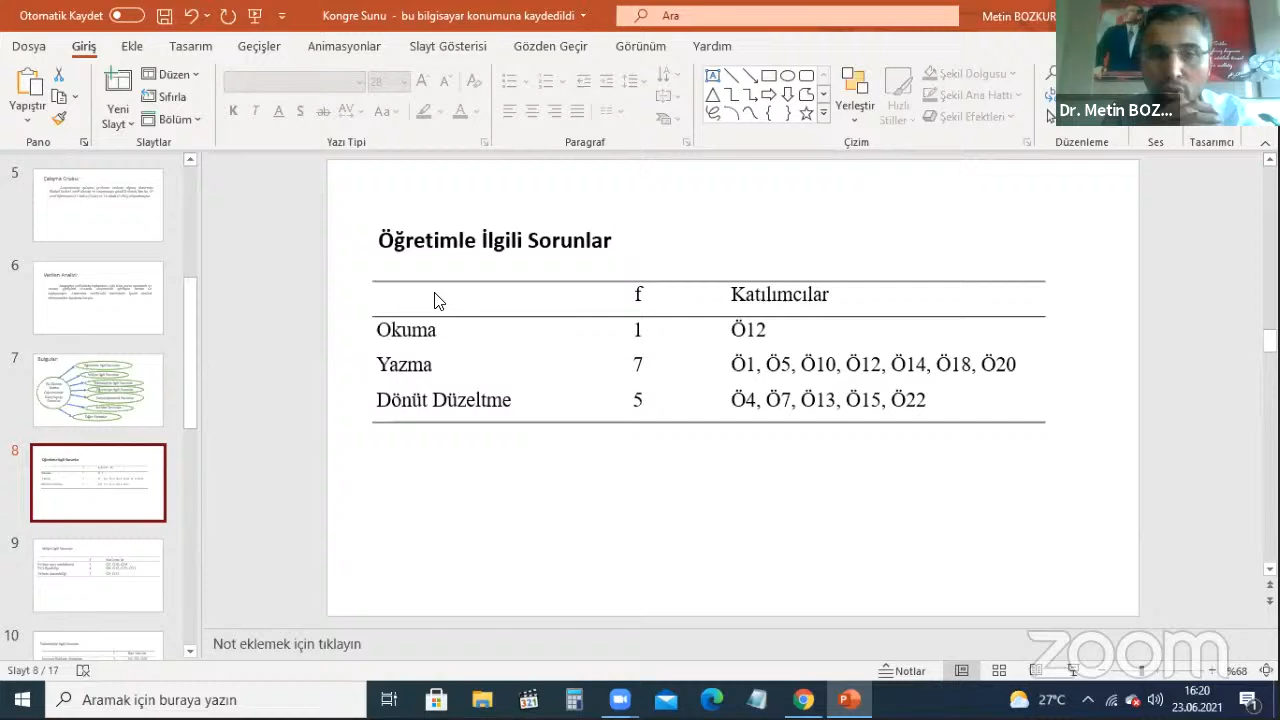 Otomatik Kaydet
Kongre Sunu - bu bilgisayar konumuna kaydedildi
Ara
Metin BOZKUR
Dosya Giriş Ekle Tasarım Geçişler Animasyonlar Slayt Gösterisi Gözden Geçir Görünüm Yardım
Yapıştır
Yeni
Slayt
Düzen
Sıfırla
Bölüm
28
K T A S ab AV Aa A
Yerleştir
Hızlı
Stiller
Şekil Dolgusu
Şekil Ana Hattı
Şekil Efektleri
Dr. Metin BOZ...
Pano Slaytlar Yazı Tipi Paragraf Çizim Düzenleme Ses Tasarımcı
5
6
7
Bulgular
8
9
10
Öğretimle İlgili Sorunlar
f Katılımcılar
Okuma 1 Ö12
Yazma 7 Ö1, Ö5, Ö10, Ö12, Ö14, Ö18, Ö20
Dönüt Düzeltme 5 Ö4, Ö7, Ö13, Ö15, Ö22
Not eklemek için tıklayın
zoom
Slayt 8 / 17
Notlar
%68
Aramak için buraya yazın
27°C
16:20
23.06.2021